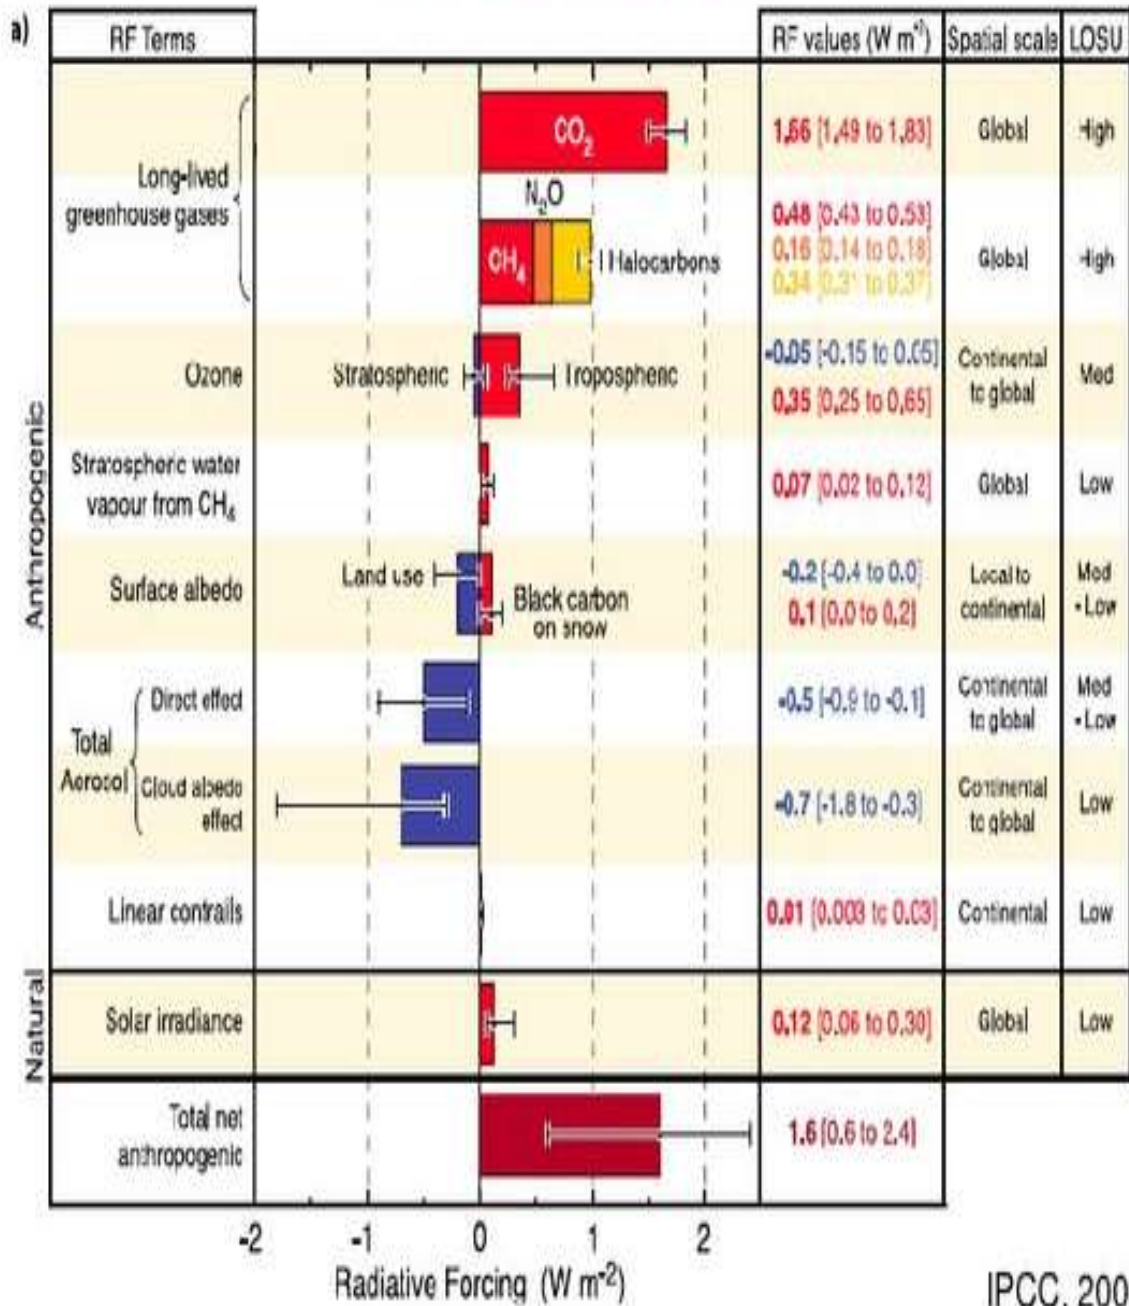 a)
RF Terms
RF values (W m⁻²)
Spatial scale
LOSU
Anthropogenic
Long-lived
greenhouse gases
CO₂
1.66 [1.49 to 1.83]
Global
High
N₂O
CH₄
Halocarbons
0.48 [0.43 to 0.53]
0.16 [0.14 to 0.18]
0.34 [0.31 to 0.37]
Global
High
Ozone
Stratospheric
Tropospheric
-0.05 [-0.15 to 0.05]
0.35 [0.25 to 0.65]
Continental
to global
Med
Stratospheric water
vapour from CH₄
0.07 [0.02 to 0.12]
Global
Low
Surface albedo
Land use
Black carbon
on snow
-0.2 [-0.4 to 0.0]
0.1 [0.0 to 0.2]
Local to
continental
Med
- Low
Total
Aerosol
Direct effect
-0.5 [-0.9 to -0.1]
Continental
to global
Med
- Low
Cloud albedo
effect
-0.7 [-1.8 to -0.3]
Continental
to global
Low
Linear contrails
0.01 [0.003 to 0.03]
Continental
Low
Natural
Solar irradiance
0.12 [0.06 to 0.30]
Global
Low
Total net
anthropogenic
1.6 [0.6 to 2.4]
-2 -1 0 1 2
Radiative Forcing (W m⁻²)
IPCC, 200